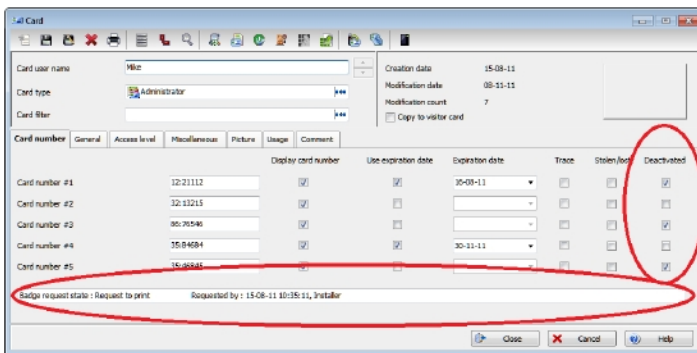 Card
Card user name Mike Creation date 15-08-11
Modification date 08-11-11
Card type Administrator
Modification count 7
Card filter Copy to visitor card
Card number General Access level Miscellaneous Picture Usage Comment
Display card number Use expiration date Expiration date Trace Stolen/lost Deactivated
Card number #1 32:21112 16-08-11
Card number #2 32:13215
Card number #3 86:76546
Card number #4 35:84684 30-11-11
Card number #5
Badge request state : Request to print Requested by : 15-08-11 10:35:11, Installer
Close Cancel Help